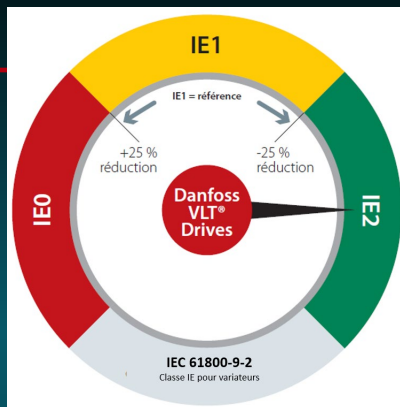 IE1
IE1 = référence
+25 %
réduction
-25 %
réduction
IE0
Danfoss
VLT®
Drives
IE2
IEC 61800-9-2
Classe IE pour variateurs